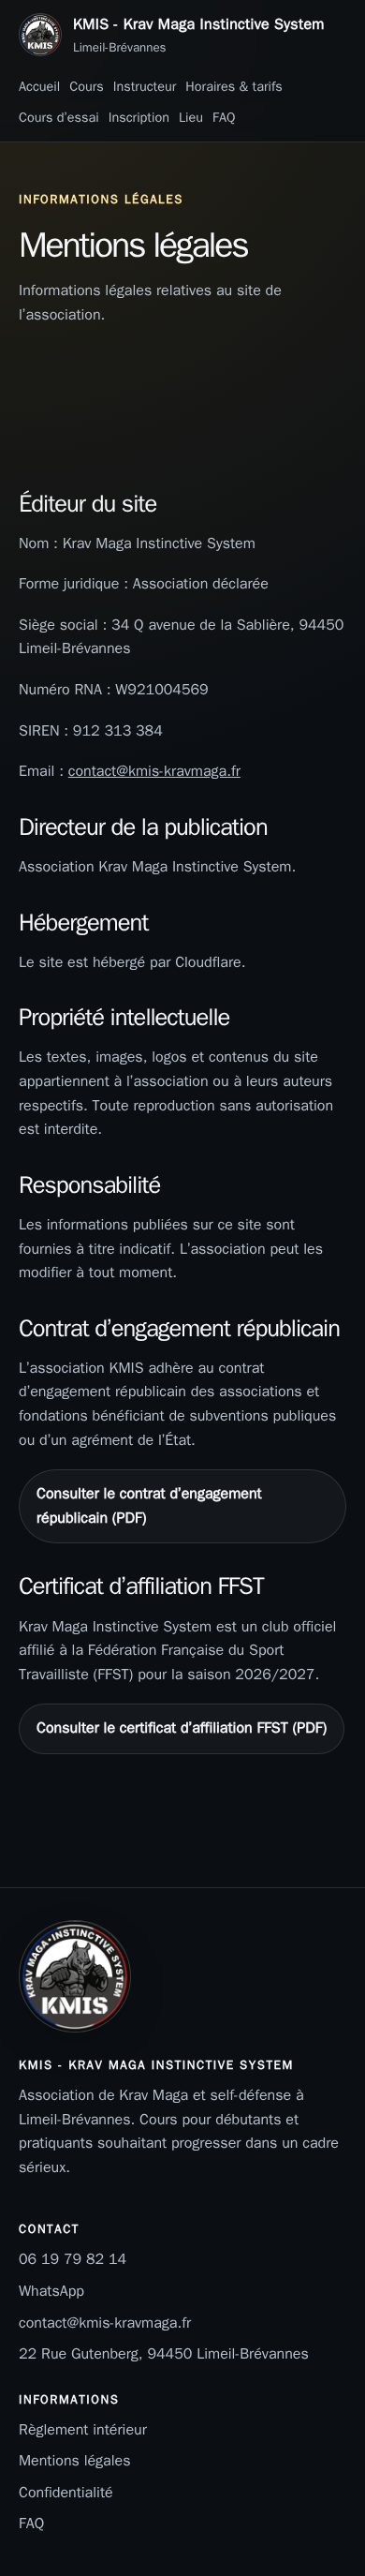 KMIS
KMIS - Krav Maga Instinctive System
Limeil-Brévannes
Accueil Cours Instructeur Horaires & tarifs
Cours d'essai Inscription Lieu FAQ
INFORMATIONS LÉGALES
Mentions légales
Informations légales relatives au site de
l'association.
Éditeur du site
Nom : Krav Maga Instinctive System
Forme juridique : Association déclarée
Siège social : 34 Q avenue de la Sablière, 94450
Limeil-Brévannes
Numéro RNA : W921004569
SIREN : 912 313 384
Email : contact@kmis-kravmaga.fr
Directeur de la publication
Association Krav Maga Instinctive System.
Hébergement
Le site est hébergé par Cloudflare.
Propriété intellectuelle
Les textes, images, logos et contenus du site
appartiennent à l'association ou à leurs auteurs
respectifs. Toute reproduction sans autorisation
est interdite.
Responsabilité
Les informations publiées sur ce site sont
fournies à titre indicatif. L'association peut les
modifier à tout moment.
Contrat d'engagement républicain
L'association KMIS adhère au contrat
d'engagement républicain des associations et
fondations bénéficiant de subventions publiques
ou d'un agrément de l'État.
Consulter le contrat d'engagement
républicain (PDF)
Certificat d'affiliation FFST
Krav Maga Instinctive System est un club officiel
affilié à la Fédération Française du Sport
Travailliste (FFST) pour la saison 2026/2027.
Consulter le certificat d'affiliation FFST (PDF)
KRAV MAGA • INSTINCTIVE SYSTEM
KMIS
KMIS - KRAV MAGA INSTINCTIVE SYSTEM
Association de Krav Maga et self-défense à
Limeil-Brévannes. Cours pour débutants et
pratiquants souhaitant progresser dans un cadre
sérieux.
CONTACT
06 19 79 82 14
WhatsApp
contact@kmis-kravmaga.fr
22 Rue Gutenberg, 94450 Limeil-Brévannes
INFORMATIONS
Règlement intérieur
Mentions légales
Confidentialité
FAQ